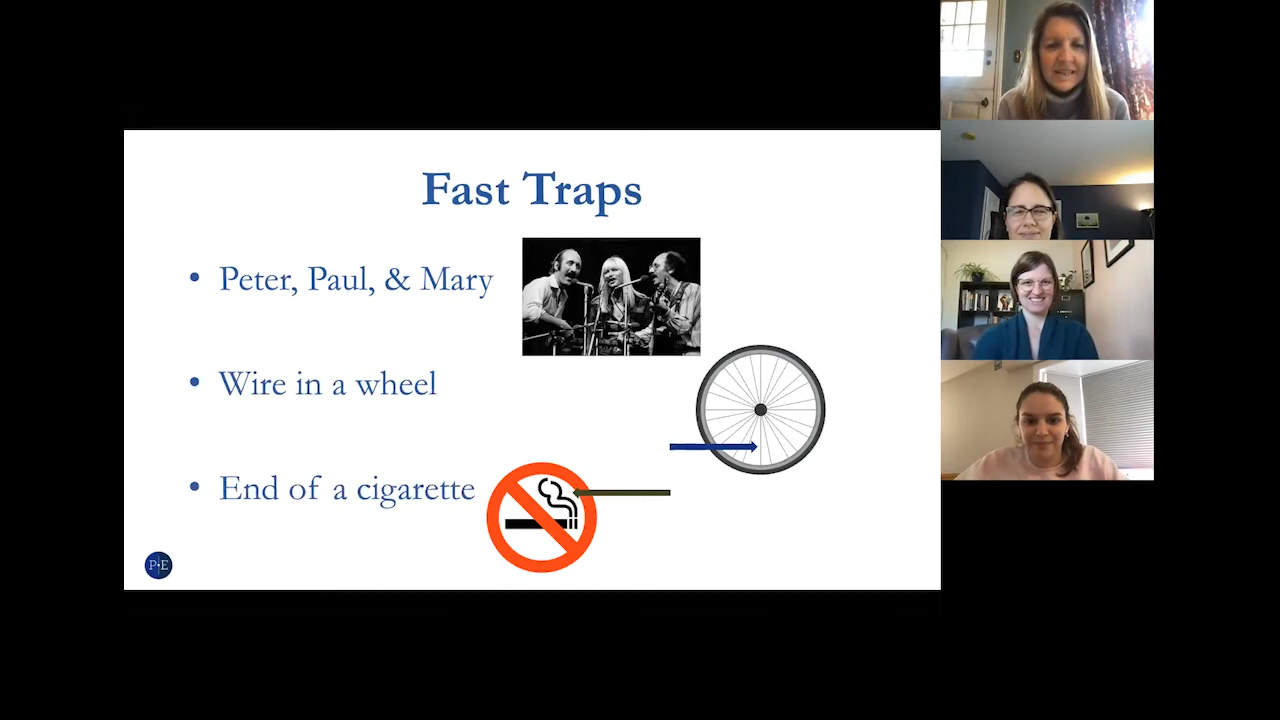 Fast Traps
• Peter, Paul, & Mary
• Wire in a wheel
• End of a cigarette
P•E